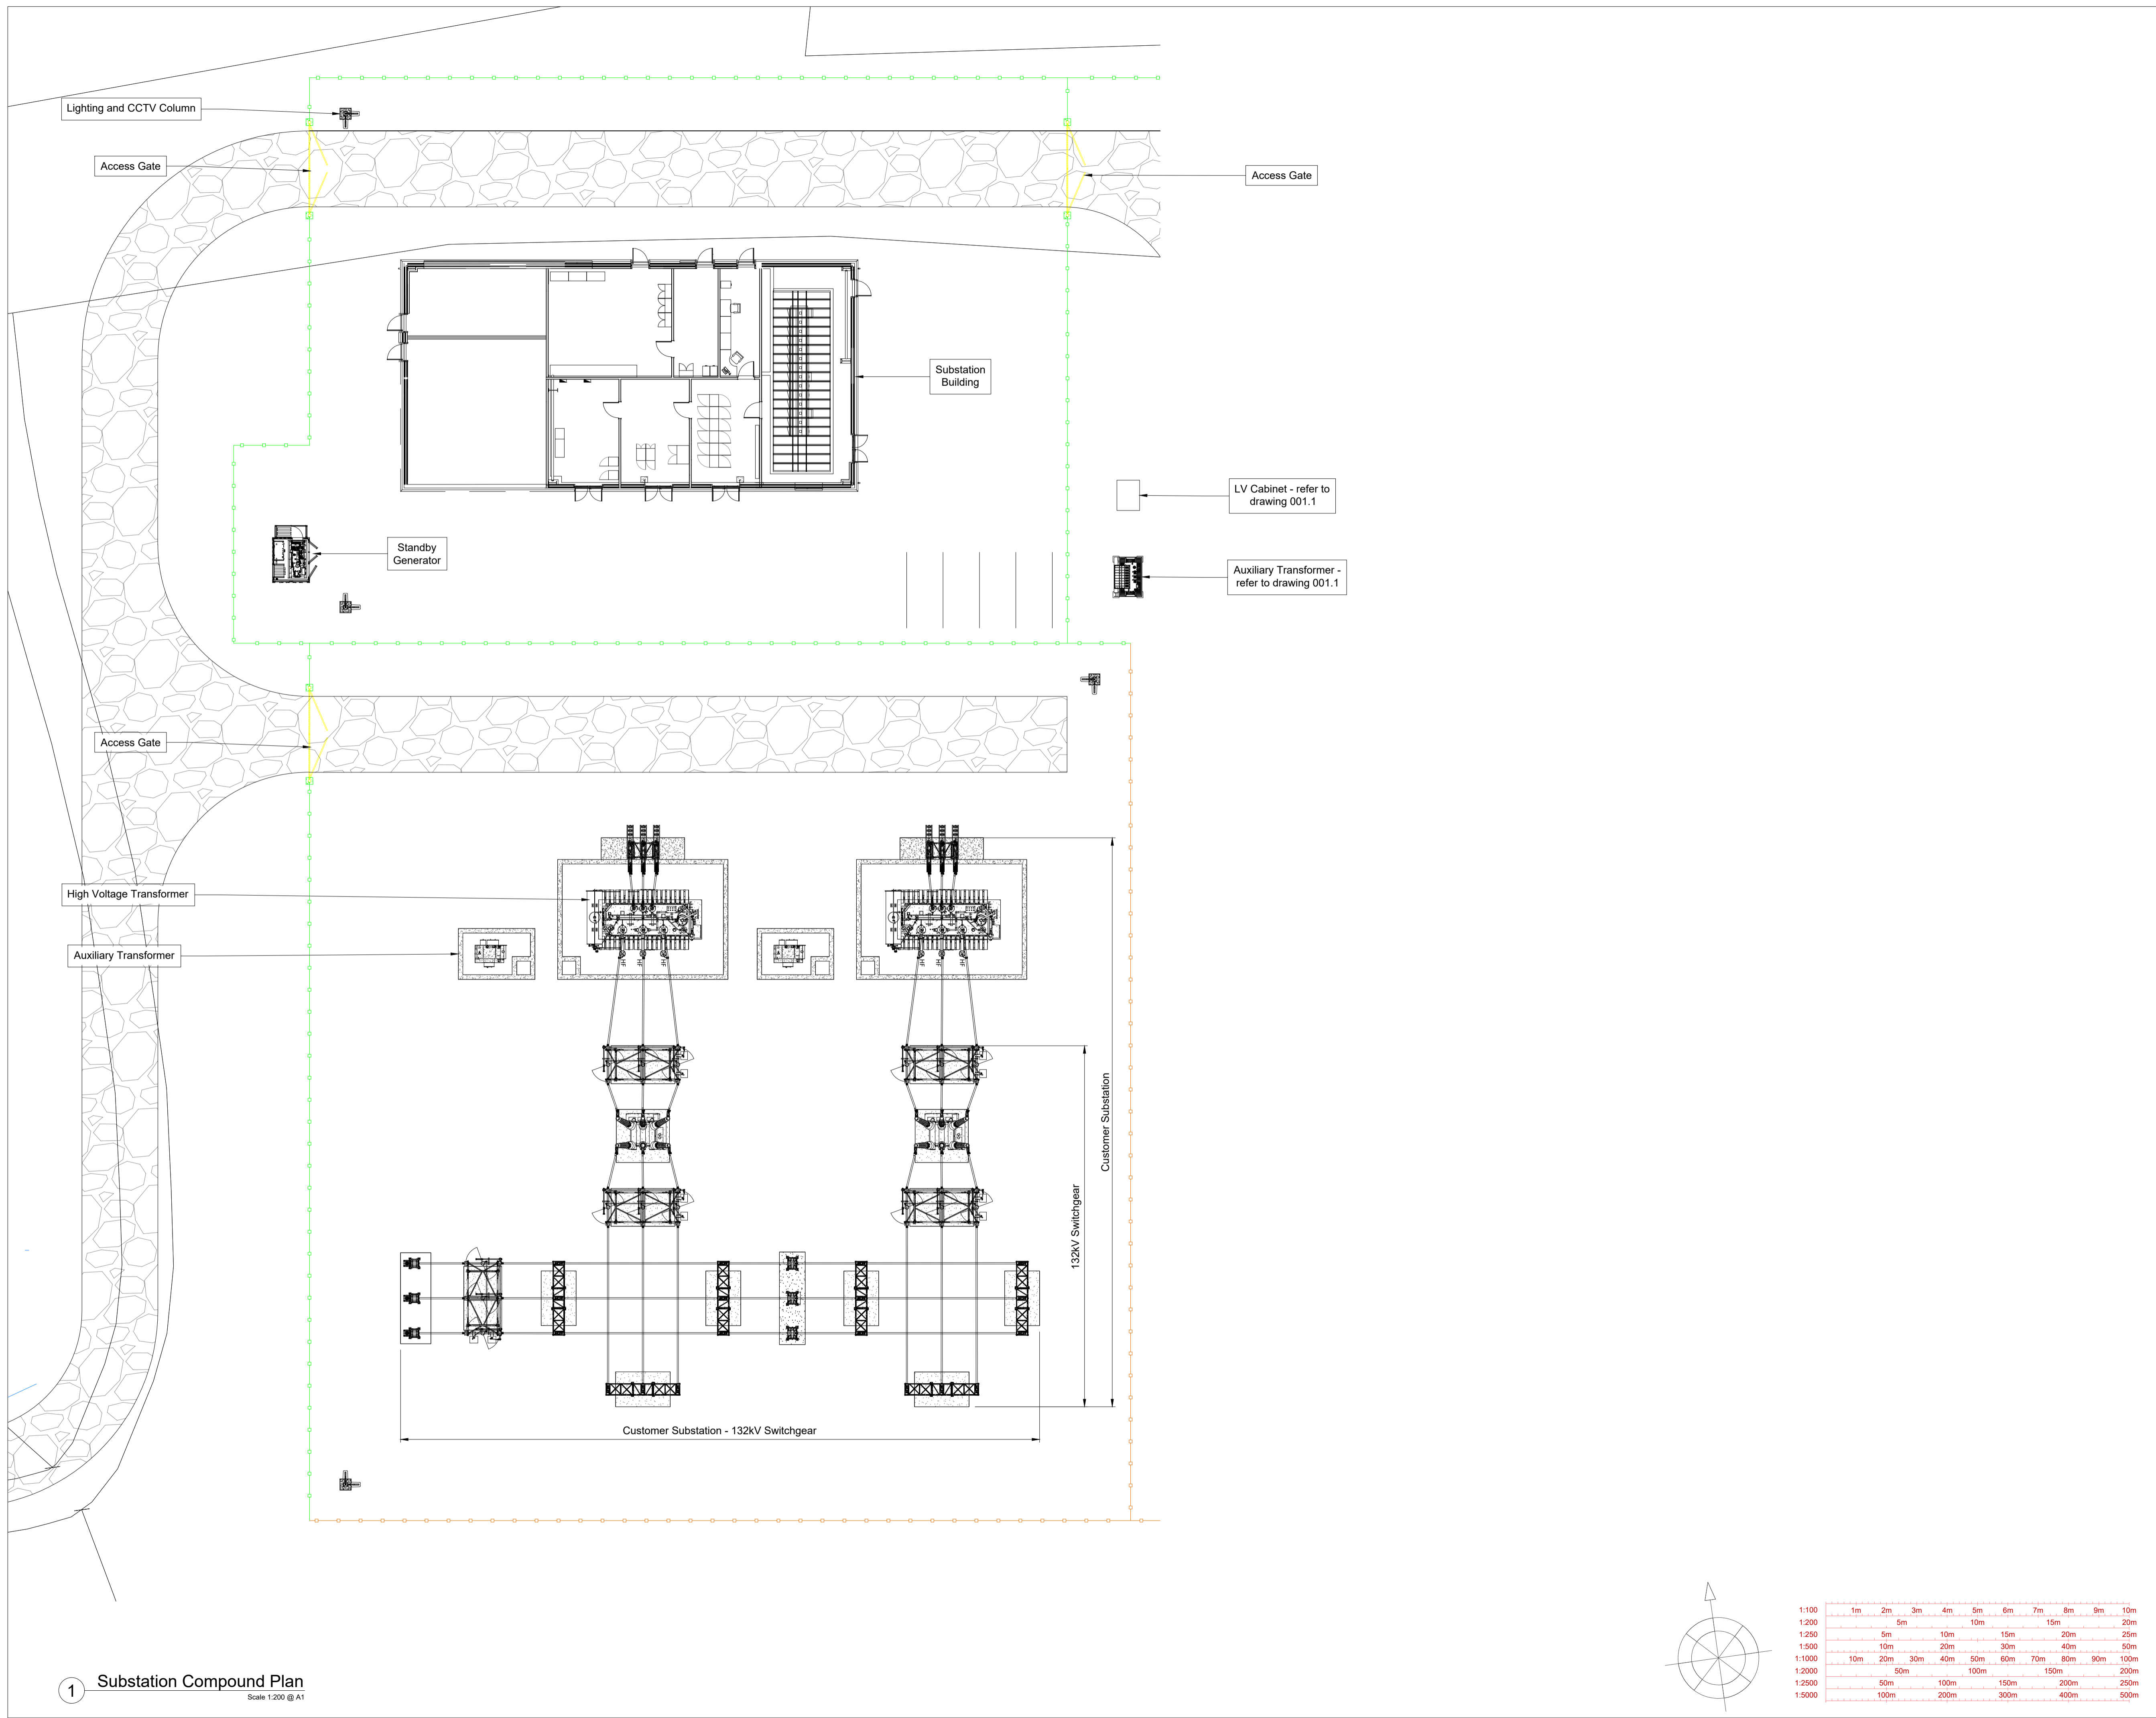 Lighting and CCTV Column
Access Gate
Access Gate
Substation
Building
LV Cabinet - refer to
drawing 001.1
Standby
Generator
Auxiliary Transformer -
refer to drawing 001.1
Access Gate
High Voltage Transformer
Auxiliary Transformer
Customer Substation
132kV Switchgear
Customer Substation - 132kV Switchgear
1 Substation Compound Plan
Scale 1:200 @ A1
1:100 1m 2m 3m 4m 5m 6m 7m 8m 9m 10m
1:200 5m 10m 15m 20m
1:250 5m 10m 15m 20m 25m
1:500 10m 20m 30m 40m 50m
1:1000 10m 20m 30m 40m 50m 60m 70m 80m 90m 100m
1:2000 50m 100m 150m 200m
1:2500 50m 100m 150m 200m 250m
1:5000 100m 200m 300m 400m 500m